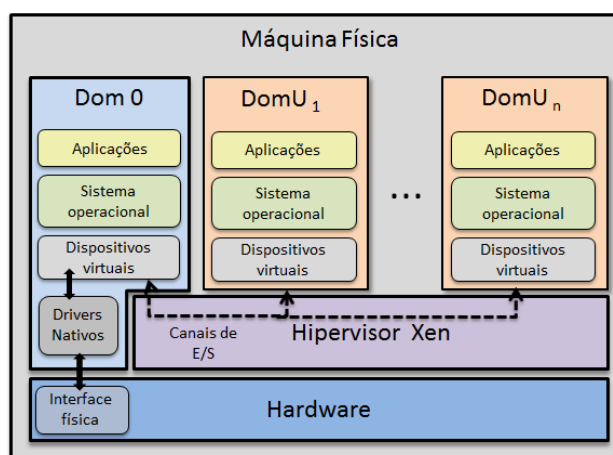 Máquina Física
Dom 0
Aplicações
Sistema
operacional
Dispositivos
virtuais
Drivers
Nativos
DomU 1
Aplicações
Sistema
operacional
Dispositivos
virtuais
...
DomU n
Aplicações
Sistema
operacional
Dispositivos
virtuais
Canais de
E/S
Hipervisor Xen
Interface
física
Hardware